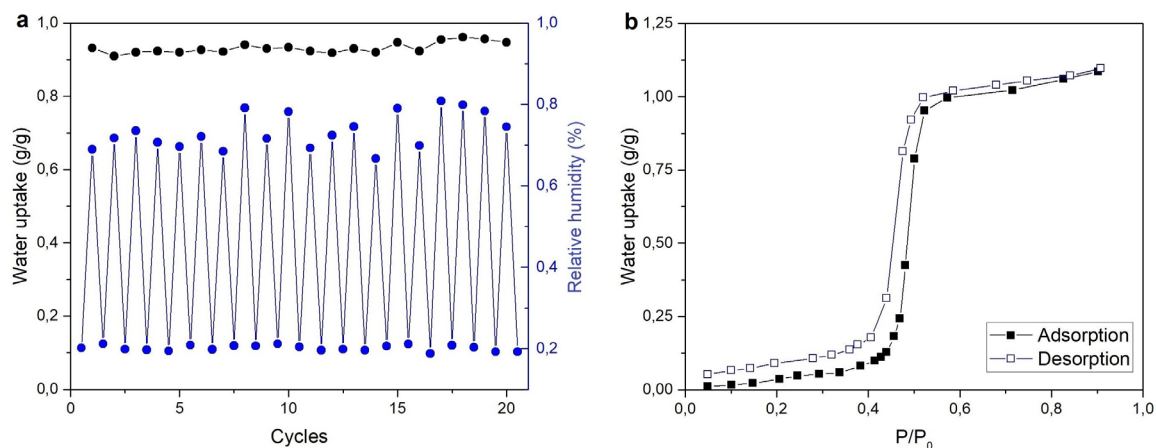 a
1,0
0,8
0,6
0,4
0,2
0,0
Water uptake (g/g)
0 5 10 15 20
Cycles
1,0
0,8
0,6
0,4
0,2
Relative humidity (%)
b
1,25
1,00
0,75
0,50
0,25
0,00
Water uptake (g/g)
Adsorption
Desorption
0,0 0,2 0,4 0,6 0,8 1,0
P/P₀